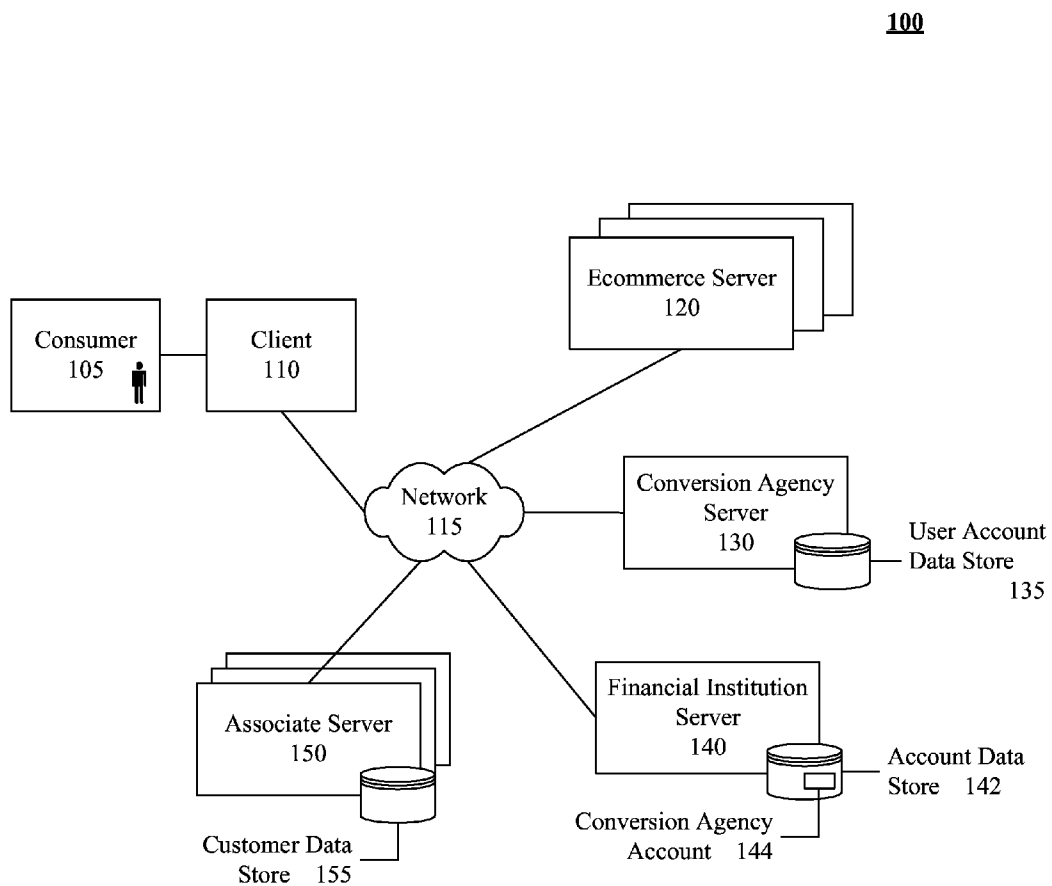 100
Ecommerce Server
120
Consumer
105
Client
110
Network
115
Conversion Agency
Server
130
User Account
Data Store
135
Associate Server
150
Financial Institution
Server
140
Account Data
Store 142
Conversion Agency
Account 144
Customer Data
Store 155